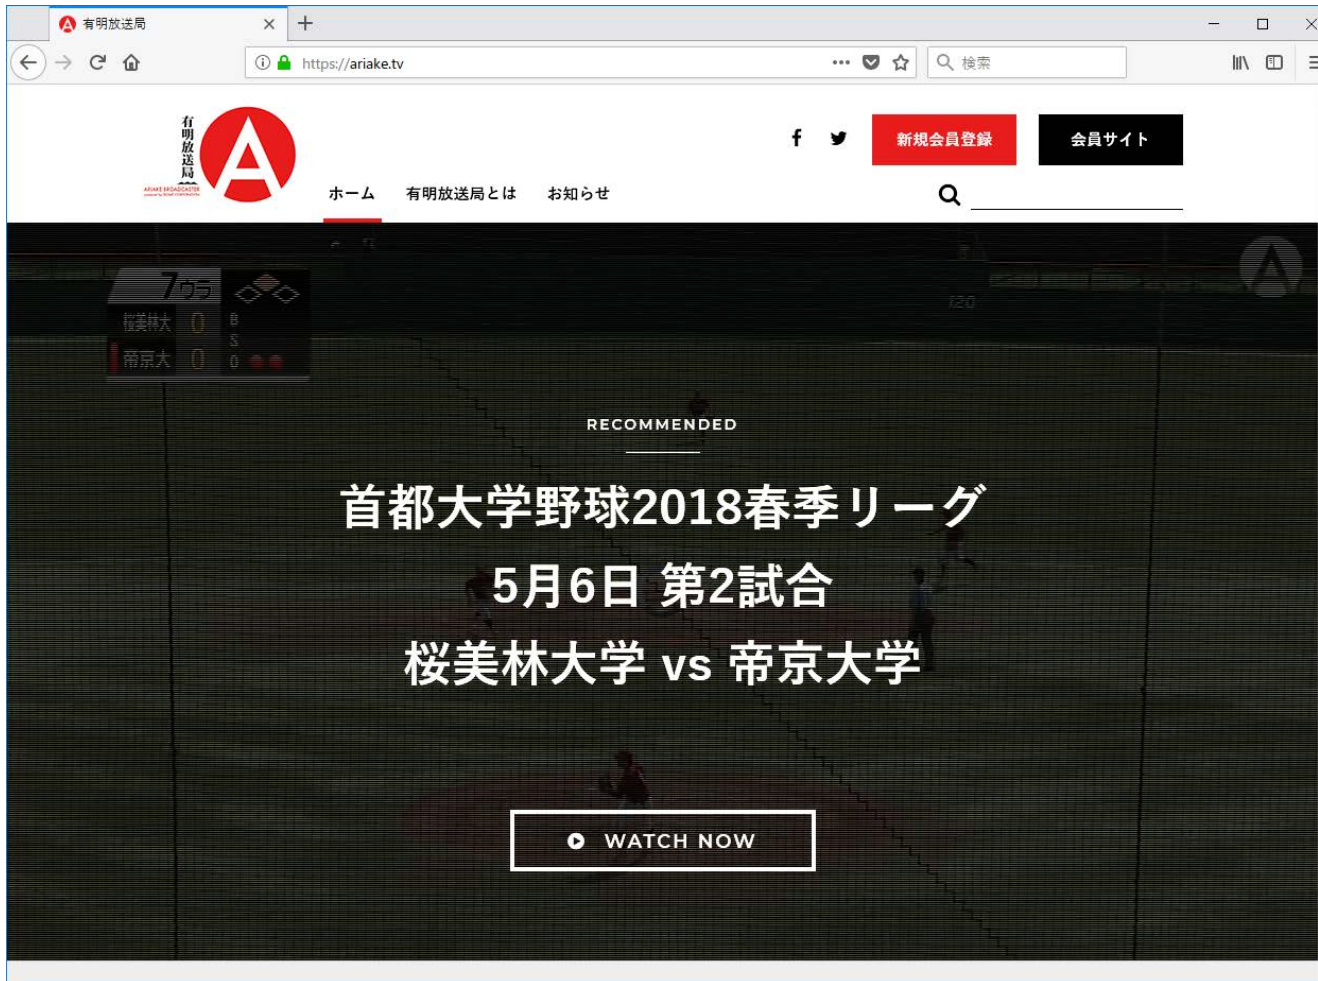 有明放送局
https://ariake.tv
検索
有明放送局
ARIAKE BROADCASTER
新規会員登録
会員サイト
ホーム
有明放送局とは
お知らせ
7ウラ
桜美林大 0 B
S
帝京大 0 O
120
RECOMMENDED
首都大学野球2018春季リーグ
5月6日 第2試合
桜美林大学 vs 帝京大学
WATCH NOW